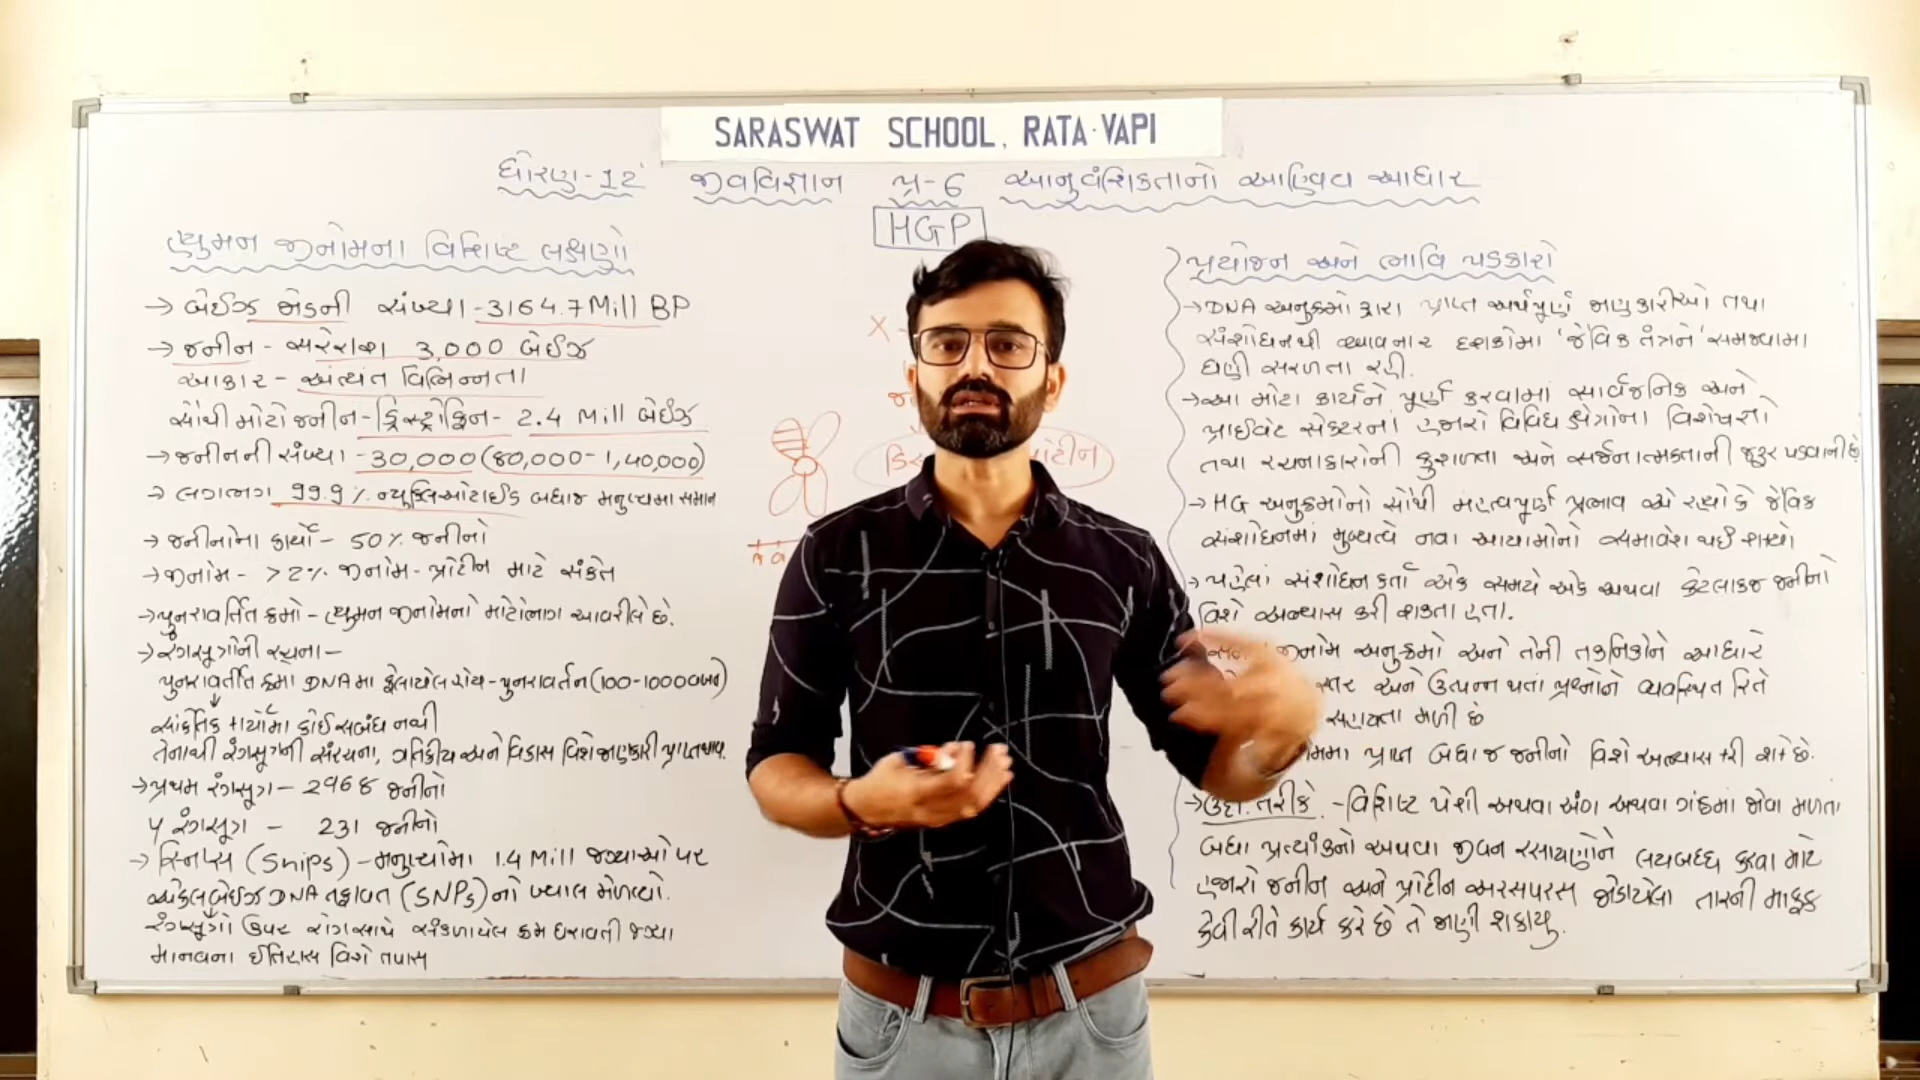 SARASWAT SCHOOL, RATA-VAPI
ધોરણ-12 જીવવિજ્ઞાન પ્ર-6 આનુવંશિકતાનો આણ્વિય આધાર
HGP
હ્યુમન જીનોમના વિશિષ્ટ લક્ષણો
→ બેઈઝ જોડની સંખ્યા - 3164.7 Mill BP
→ જનીન - સરેરાશ 3,000 બેઈઝ
આકાર - અત્યંત વિભિન્નતા
સૌથી મોટો જનીન - ડિસ્ટ્રોફિન - 2.4 Mill બેઈઝ
→ જનીનની સંખ્યા - 30,000 (80,000-1,40,000)
→ લગભગ 99.9% ન્યુક્લિઓટાઈડ બધાજ મનુષ્યમા સમાન
→ જનીનોના કાર્યો - 50% જનીનો
→ જીનોમ - >2% જીનોમ - પ્રોટીન માટે સંકેત
→ પુનરાવર્તિત ક્રમો - હ્યુમન જીનોમનો મોટોભાગ આવરીલે છે.
→ રંગસૂત્રોની રચના -
પુનરાવર્તીત ક્રમા DNA મા ફેલાયેલ હોય - પુનરાવર્તન (100-1000 વખત)
સાંકેતિક કાર્યોમા કોઈ સબંધ નથી
તેનાથી રંગસૂત્રની સંરચના, ગતિકીય અને વિકાસ વિશે જાણકારી પ્રાપ્ત થાય.
→ પ્રથમ રંગસૂત્ર - 2968 જનીનો
Y રંગસૂત્ર - 231 જનીનો
→ સ્નિપ્સ (Snips) - મનુષ્યોમા 1.4 Mill જગ્યાઓ પર
એકલ બેઈઝ DNA તફાવત (SNPs) નો ખ્યાલ મેળવ્યો.
રંગસૂત્રો ઉપર રોગ સાથે સંકળાયેલ ક્રમ ધરાવતી જગ્યા
માનવના ઈતિહાસ વિશે તપાસ
પ્રયોજન અને ભાવિ પડકારો
→ DNA અનુક્રમો દ્વારા પ્રાપ્ત અર્થપૂર્ણ જાણકારીઓ તથા
સંશોધનથી આવનાર દશકોમા 'જૈવિક તંત્રને' સમજવામા
ઘણી સરળતા રહી.
→ આ મોટા કાર્યને પૂર્ણ કરવામાં સાર્વજનિક અને
પ્રાઈવેટ સેક્ટરનાં હજારો વિવિધ ક્ષેત્રોના વિશેષજ્ઞો
તથા રચનાકારોની કુશળતા અને સર્જનાત્મકતાની જરૂર પડવાની છે
→ HG અનુક્રમોનો સૌથી મહત્વપૂર્ણ પ્રભાવ એ રહ્યો કે જૈવિક
સંશોધનમાં મુખ્યત્વે નવા આયામોનો સમાવેશ થઈ શક્યો
→ પહેલાં સંશોધનકર્તા એક સમયે એક અથવા કેટલાકજ જનીનો
વિશે અભ્યાસ કરી શકતા હતા.
જીનોમ અનુક્રમો અને તેની તકનિકોને આધારે
અને ઉત્પન્ન થતાં પ્રશ્નોને વ્યવસ્થિત રિતે
સહાયતા મળી છે
પ્રાપ્ત બધા જ જનીનો વિશે અભ્યાસ કરી શકે છે.
→ ઉદા. તરીકે - વિશિષ્ટ પેશી અથવા અંગ અથવા ગાંઠમાં જોવા મળતા
બધા પ્રત્યાંકનો અથવા જીવન રસાયણોને લયબદ્ધ કરવા માટે
હજારો જનીન અને પ્રોટીન અરસપરસ જોડાયેલા તારની માફક
કેવી રીતે કાર્ય કરે છે તે જાણી શકાયુ.